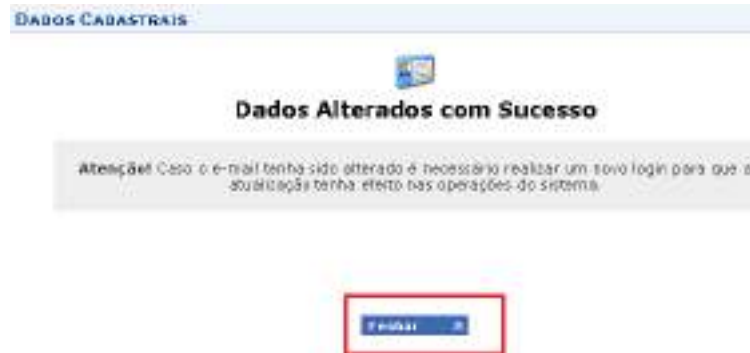 DADOS CADASTRAIS
Dados Alterados com Sucesso
Atenção! Caso o e-mail tenha sido alterado é necessário realizar um novo login para que a
atualização tenha efeito nas operações do sistema.
Fechar